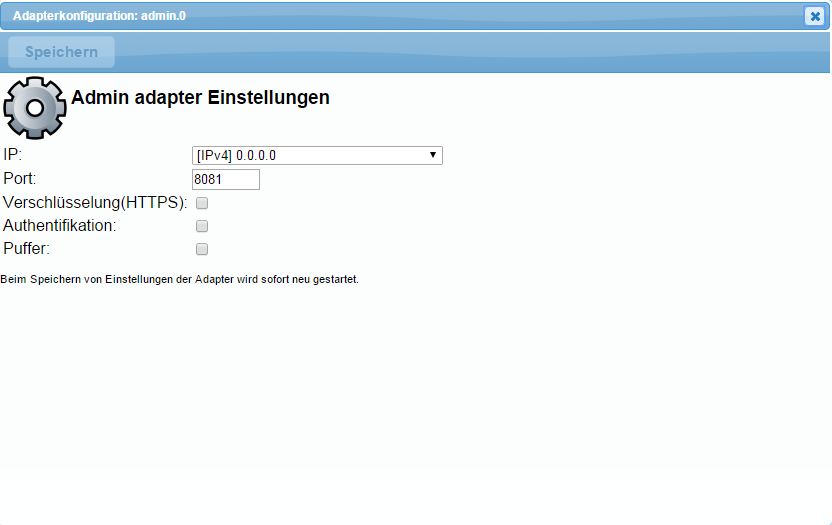 Adapterkonfiguration: admin.0
Speichern
Admin adapter Einstellungen
IP: [IPv4] 0.0.0.0
Port: 8081
Verschlüsselung(HTTPS):
Authentifikation:
Puffer:
Beim Speichern von Einstellungen der Adapter wird sofort neu gestartet.